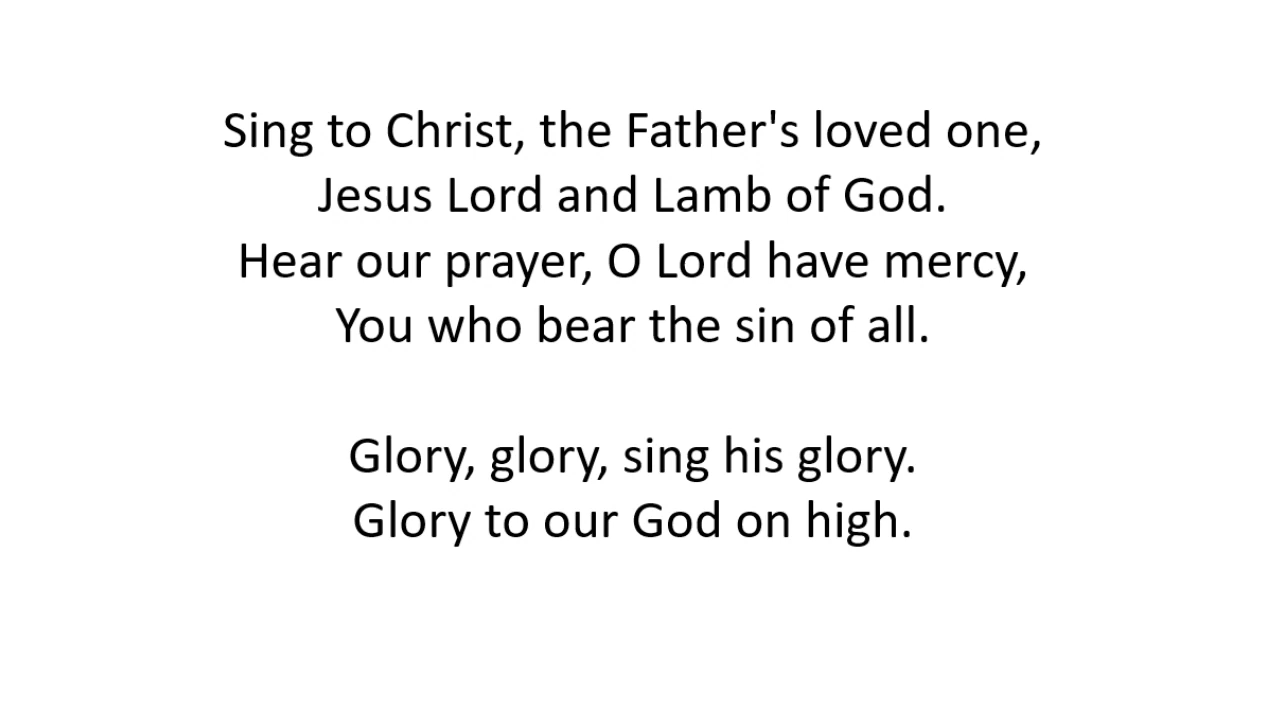 Sing to Christ, the Father's loved one,
Jesus Lord and Lamb of God.
Hear our prayer, O Lord have mercy,
You who bear the sin of all.
Glory, glory, sing his glory.
Glory to our God on high.